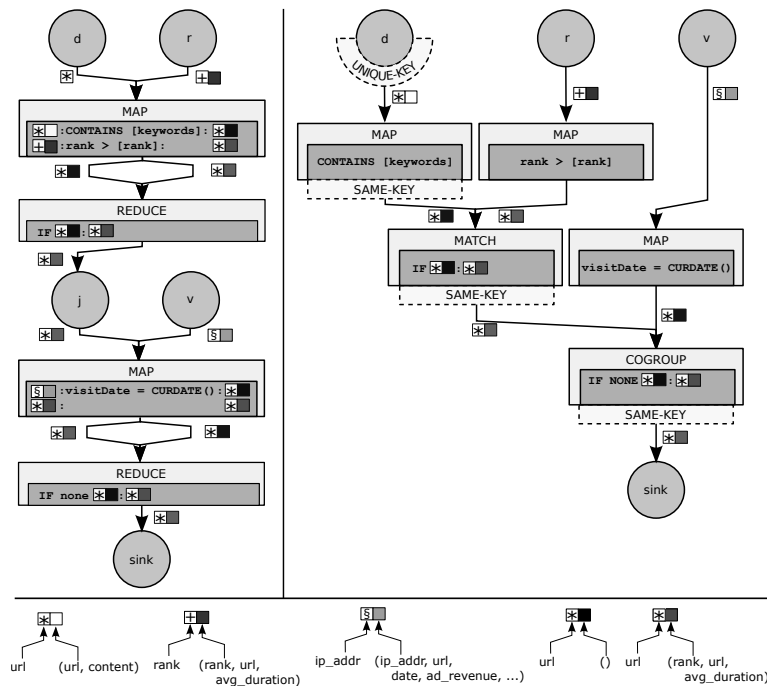 d
r
*
+
MAP
* :CONTAINS [keywords]: *
+ :rank > [rank]: *
*
*
REDUCE
IF * : *
*
j
v
*
§
MAP
§ :visitDate = CURDATE(): *
* : *
*
*
REDUCE
IF none * : *
*
sink
d
UNIQUE-KEY
r
v
*
+
§
MAP
CONTAINS [keywords]
SAME-KEY
MAP
rank > [rank]
*
*
MATCH
IF * : *
SAME-KEY
MAP
visitDate = CURDATE()
*
*
COGROUP
IF NONE * : *
SAME-KEY
*
sink
*
url
(url, content)
+
rank
(rank, url,
avg_duration)
§
ip_addr
(ip_addr, url,
date, ad_revenue, ...)
*
url
()
*
url
(rank, url,
avg_duration)